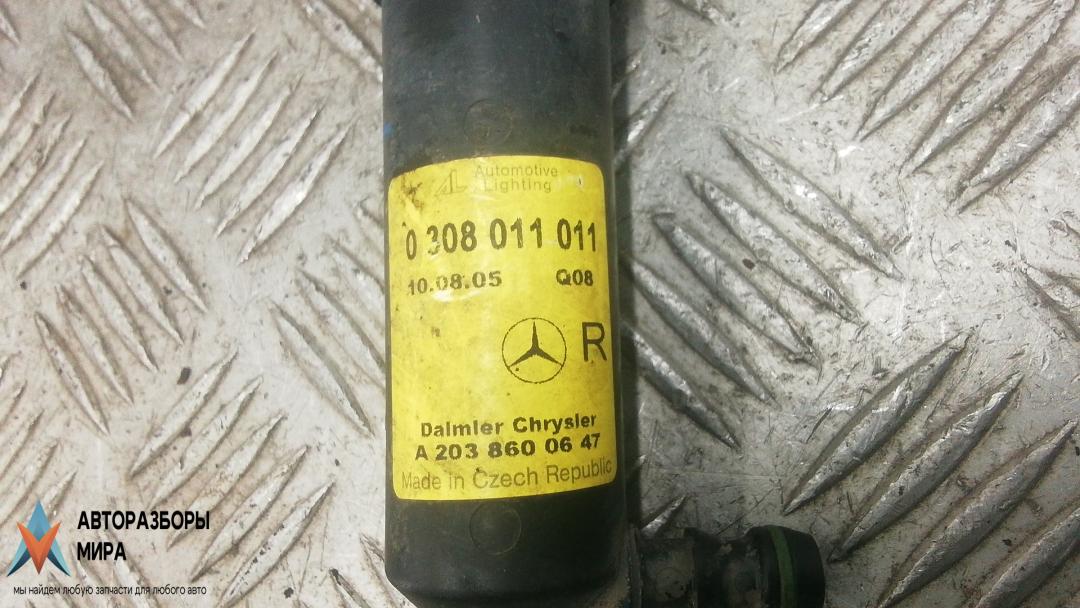 AL Automotive
Lighting
0 308 011 011
10.08.05 Q08
R
Daimler Chrysler
A 203 860 06 47
Made in Czech Republic
АВТОРАЗБОРЫ
МИРА
мы найдем любую запчасти для любого авто